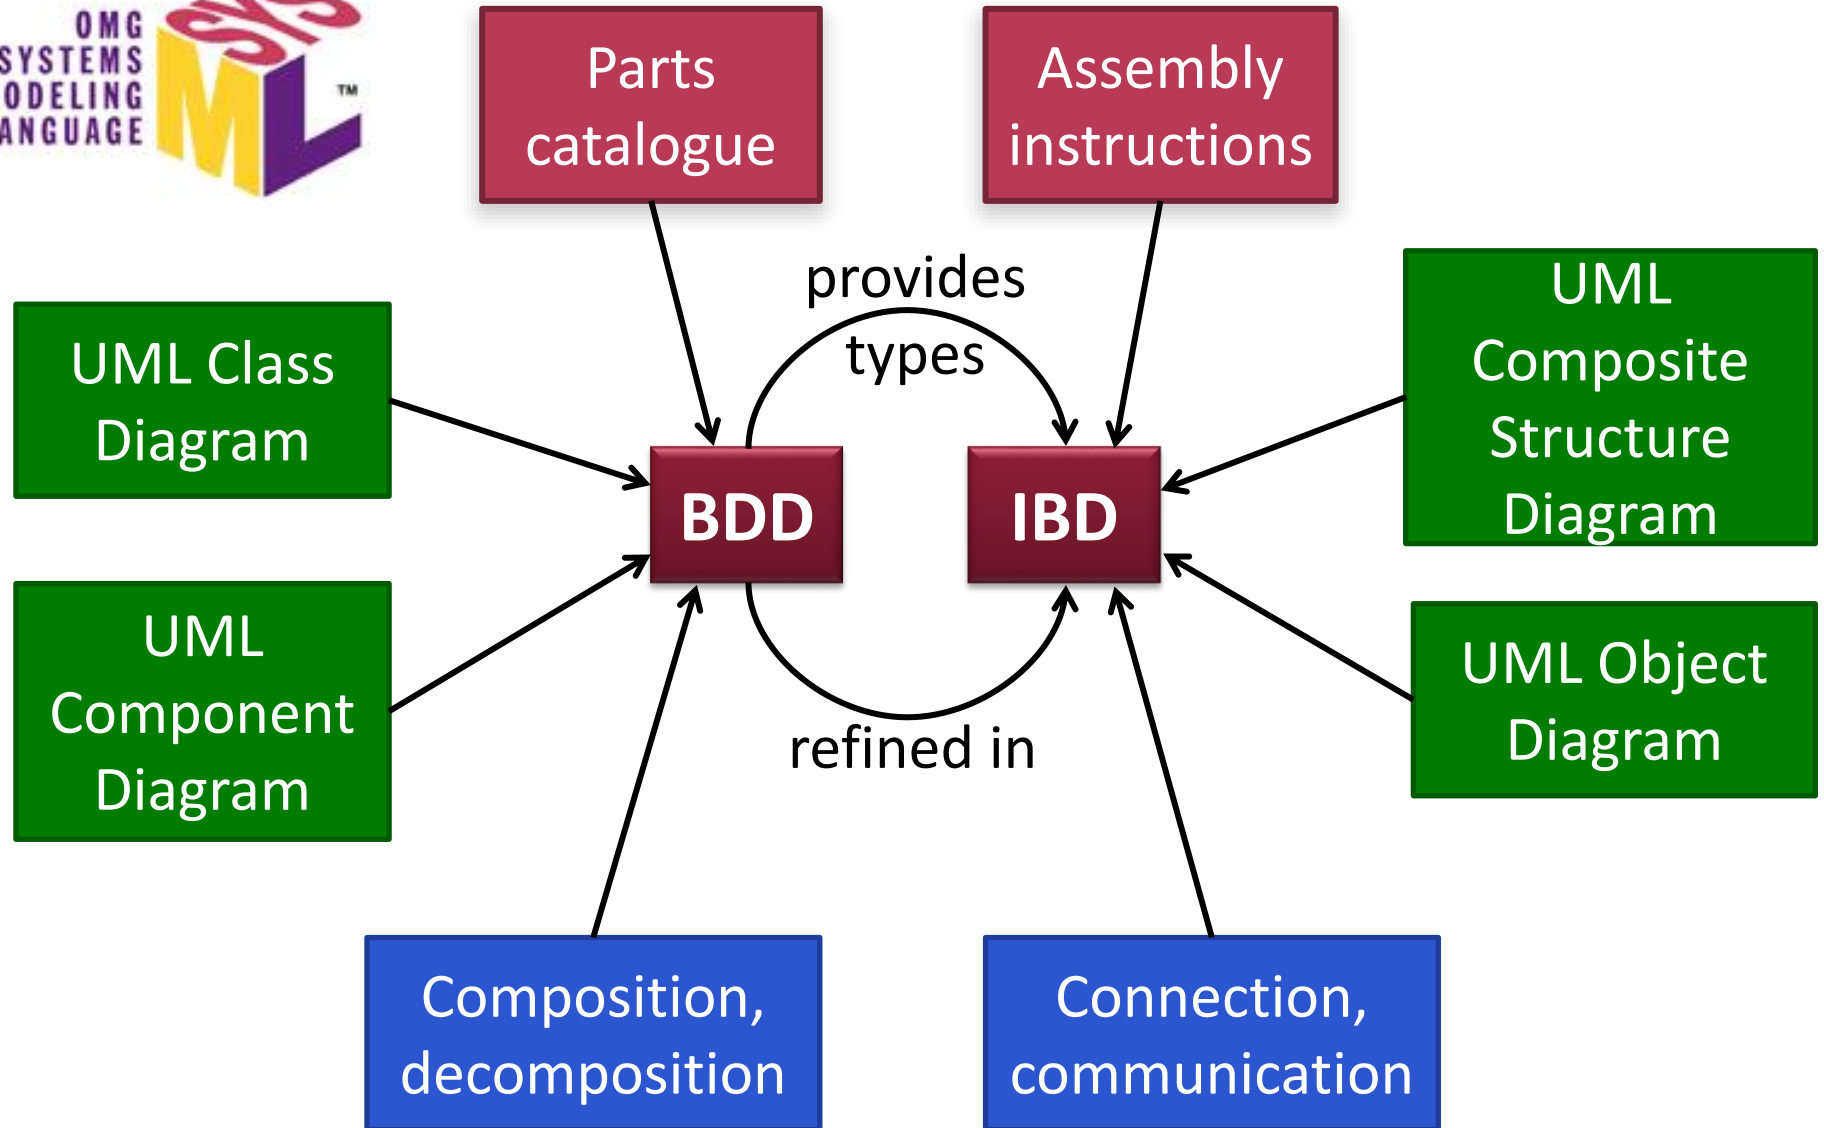 OMG
SYSTEMS
ODELING
ANGUAGE
SYS
ML
TM
Parts
catalogue
Assembly
instructions
provides
types
UML Class
Diagram
UML
Composite
Structure
Diagram
BDD
IBD
UML
Component
Diagram
UML Object
Diagram
refined in
Composition,
decomposition
Connection,
communication